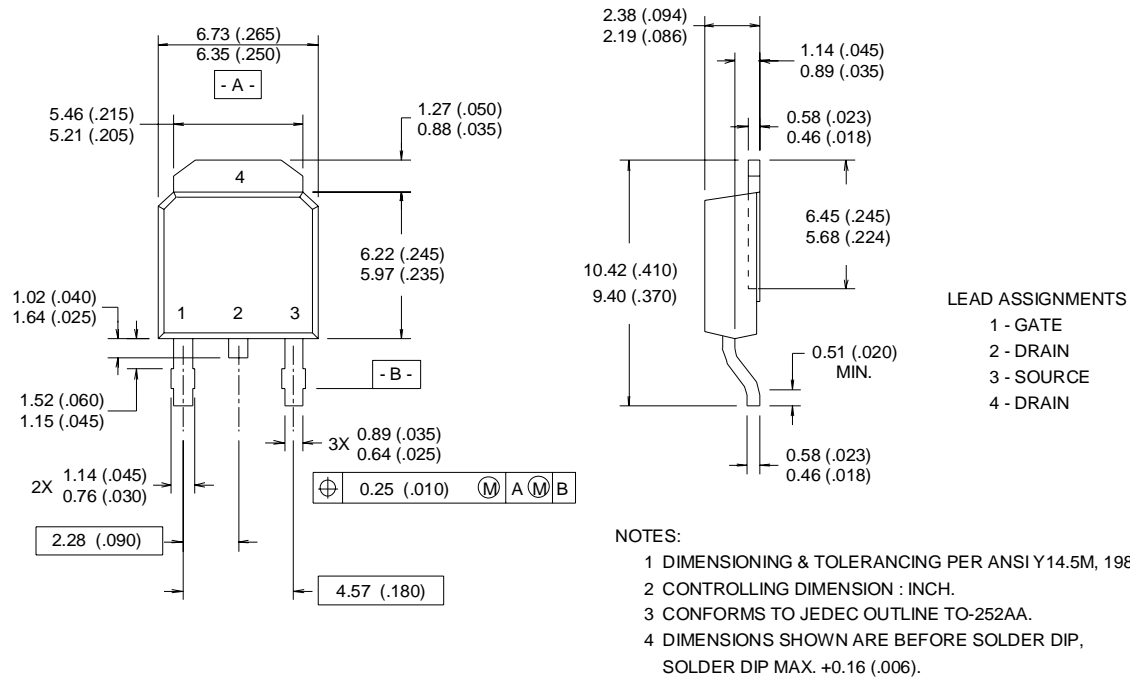 6.73 (.265)
6.35 (.250)
- A -
5.46 (.215)
5.21 (.205)
1.27 (.050)
0.88 (.035)
4
6.22 (.245)
5.97 (.235)
1.02 (.040)
1.64 (.025)
1 2 3
- B -
1.52 (.060)
1.15 (.045)
3X 0.89 (.035)
0.64 (.025)
2X 1.14 (.045)
0.76 (.030)
0.25 (.010) M A M B
2.28 (.090)
4.57 (.180)
2.38 (.094)
2.19 (.086)
1.14 (.045)
0.89 (.035)
0.58 (.023)
0.46 (.018)
6.45 (.245)
5.68 (.224)
10.42 (.410)
9.40 (.370)
0.51 (.020)
MIN.
0.58 (.023)
0.46 (.018)
LEAD ASSIGNMENTS
1 - GATE
2 - DRAIN
3 - SOURCE
4 - DRAIN
NOTES:
1 DIMENSIONING & TOLERANCING PER ANSI Y14.5M, 198
2 CONTROLLING DIMENSION : INCH.
3 CONFORMS TO JEDEC OUTLINE TO-252AA.
4 DIMENSIONS SHOWN ARE BEFORE SOLDER DIP,
SOLDER DIP MAX. +0.16 (.006).